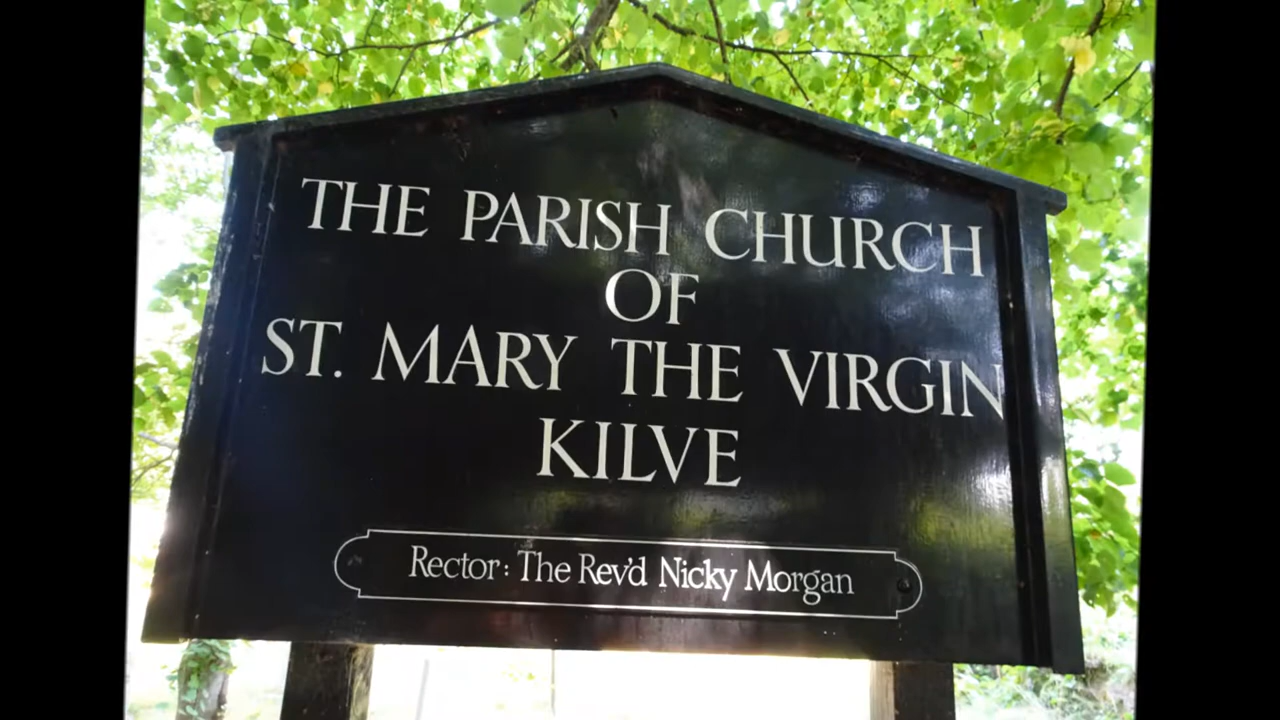 THE PARISH CHURCH
OF
ST. MARY THE VIRGIN
KILVE
Rector: The Rev'd Nicky Morgan